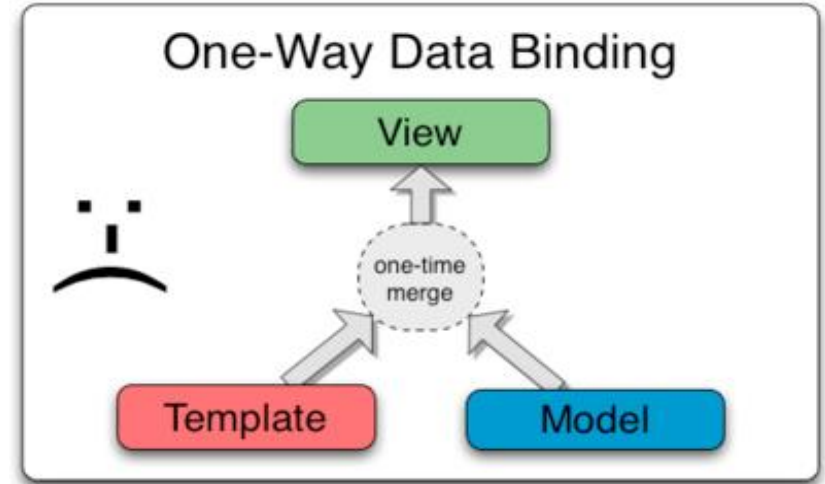 One-Way Data Binding
View
one-time
merge
Template
Model